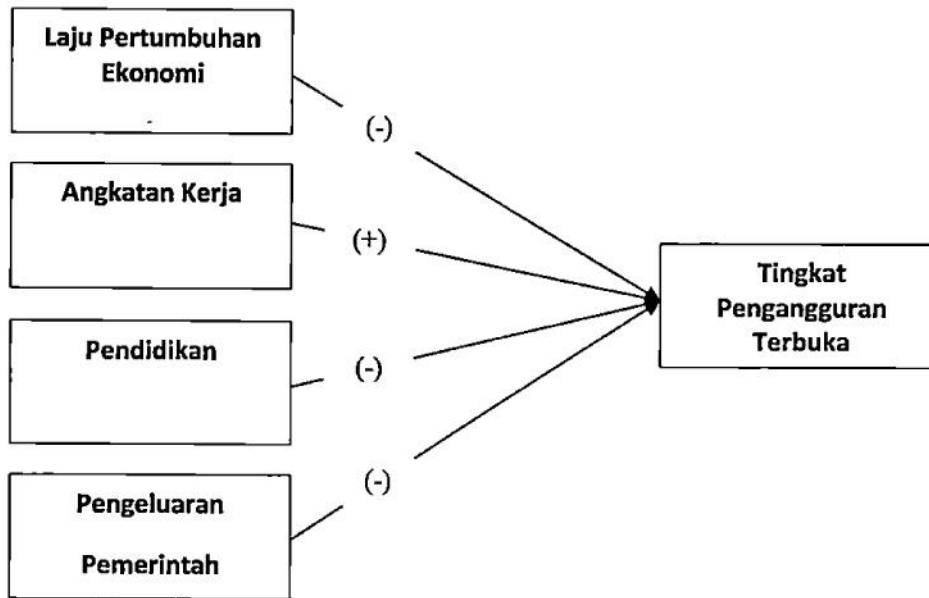 Laju Pertumbuhan
Ekonomi
(-)
Angkatan Kerja
(+)
Tingkat
Pengangguran
Terbuka
Pendidikan
(-)
Pengeluaran
Pemerintah
(-)